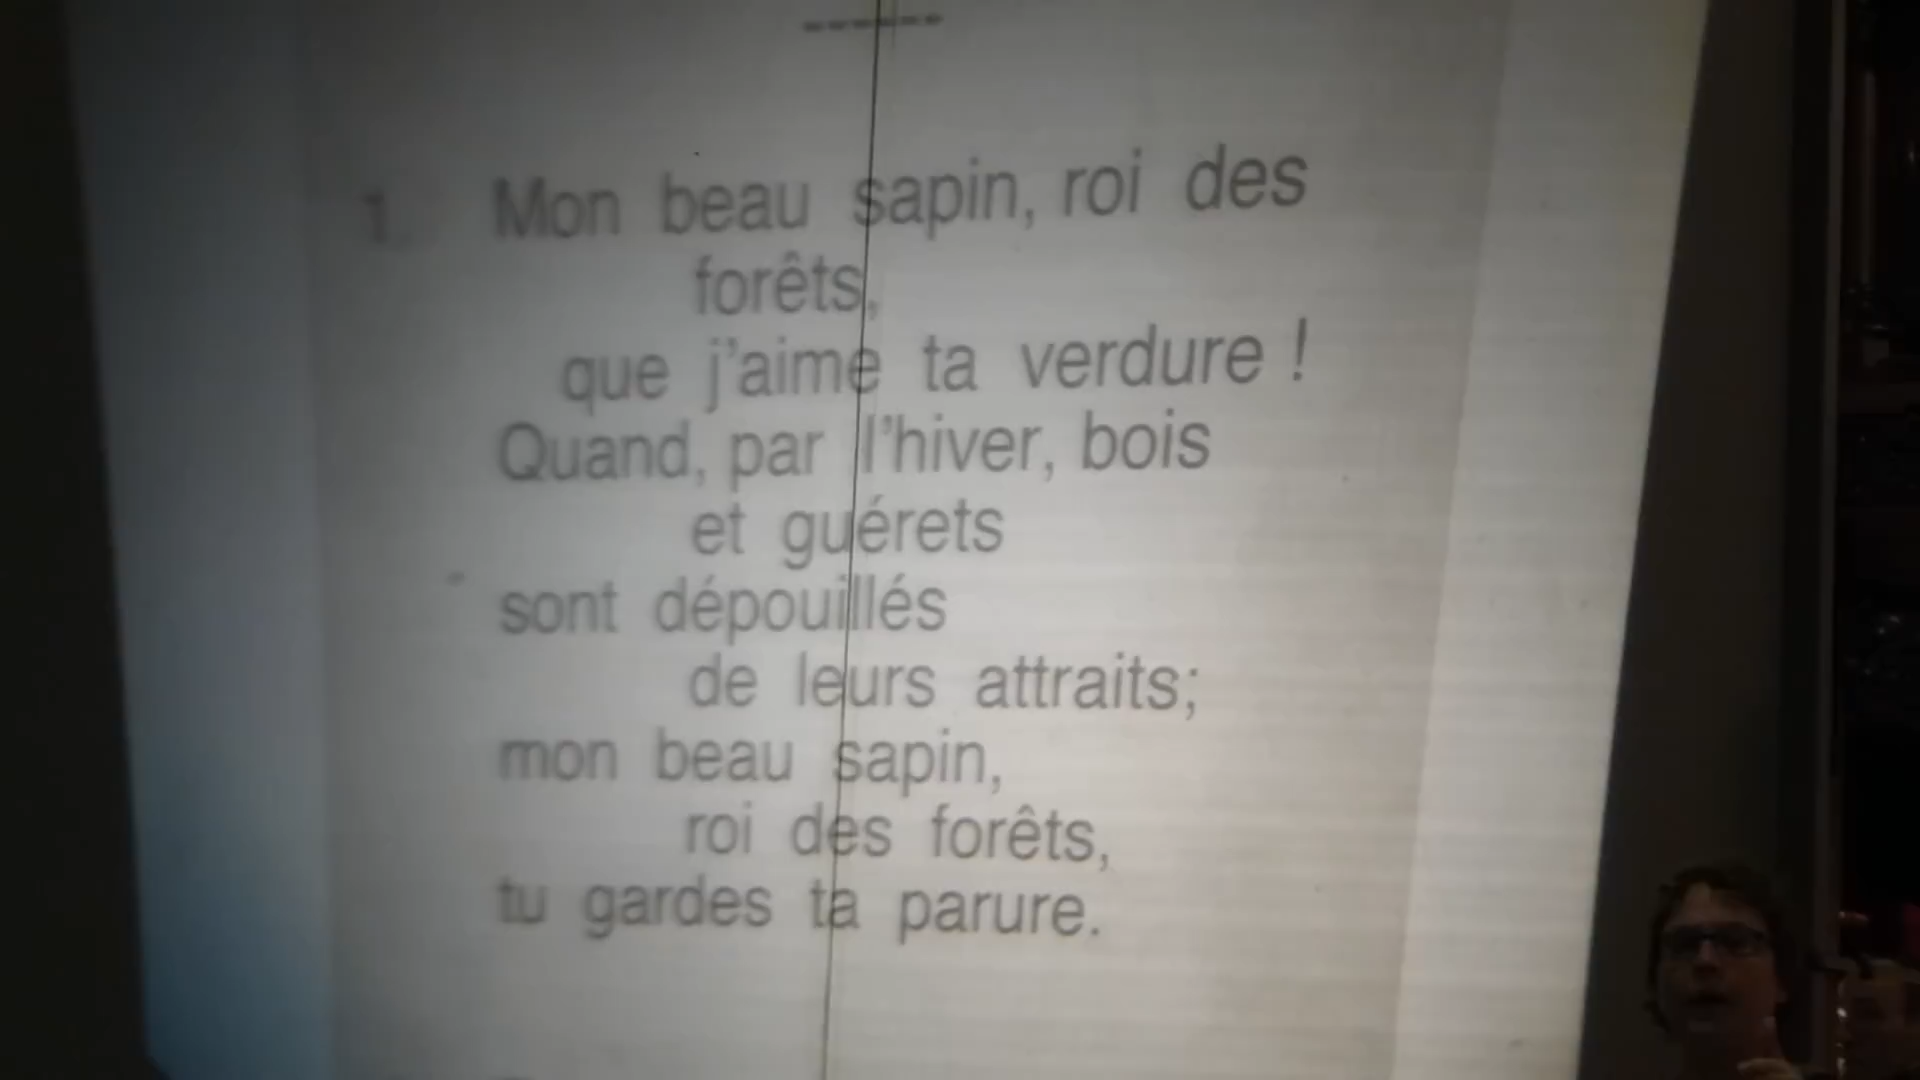 ------
1. Mon beau sapin, roi des
forêts,
que j'aime ta verdure !
Quand, par l'hiver, bois
et guérets
sont dépouillés
de leurs attraits;
mon beau sapin,
roi des forêts,
tu gardes ta parure.